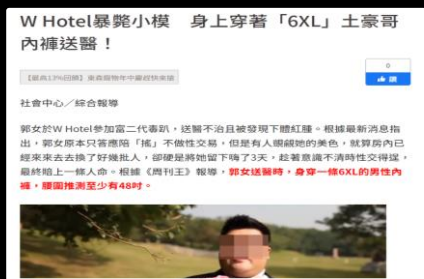 W Hotel暴斃小模 身上穿著「6XL」土豪哥
內褲送醫！
0
讚
社會中心／綜合報導
郭女於W Hotel參加富二代毒趴，送醫不治且被發現下體紅腫。根據最新消息指
出，郭女原本只答應陪「搖」不做性交易，但是有人覬覦她的美色，就算房內已
經來來去去換了好幾批人，卻硬是將她留下嗨了3天，趁著意識不清時性交得逞，
最終賠上一條人命。根據《周刊王》報導，郭女送醫時，身穿一條6XL的男性內
褲，腰圍推測至少有48吋。